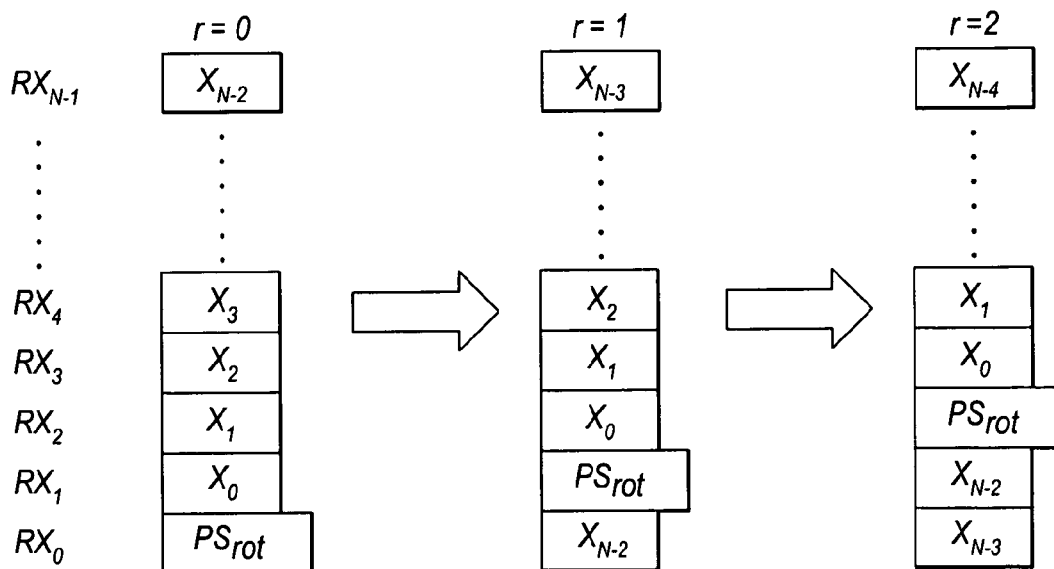 r = 0 r = 1 r=2
RX_{N-1} X_{N-2} X_{N-3} X_{N-4}
RX_4 X_3 X_2 X_1
RX_3 X_2 X_1 X_0
RX_2 X_1 X_0 PS_{rot}
RX_1 X_0 PS_{rot} X_{N-2}
RX_0 PS_{rot} X_{N-2} X_{N-3}